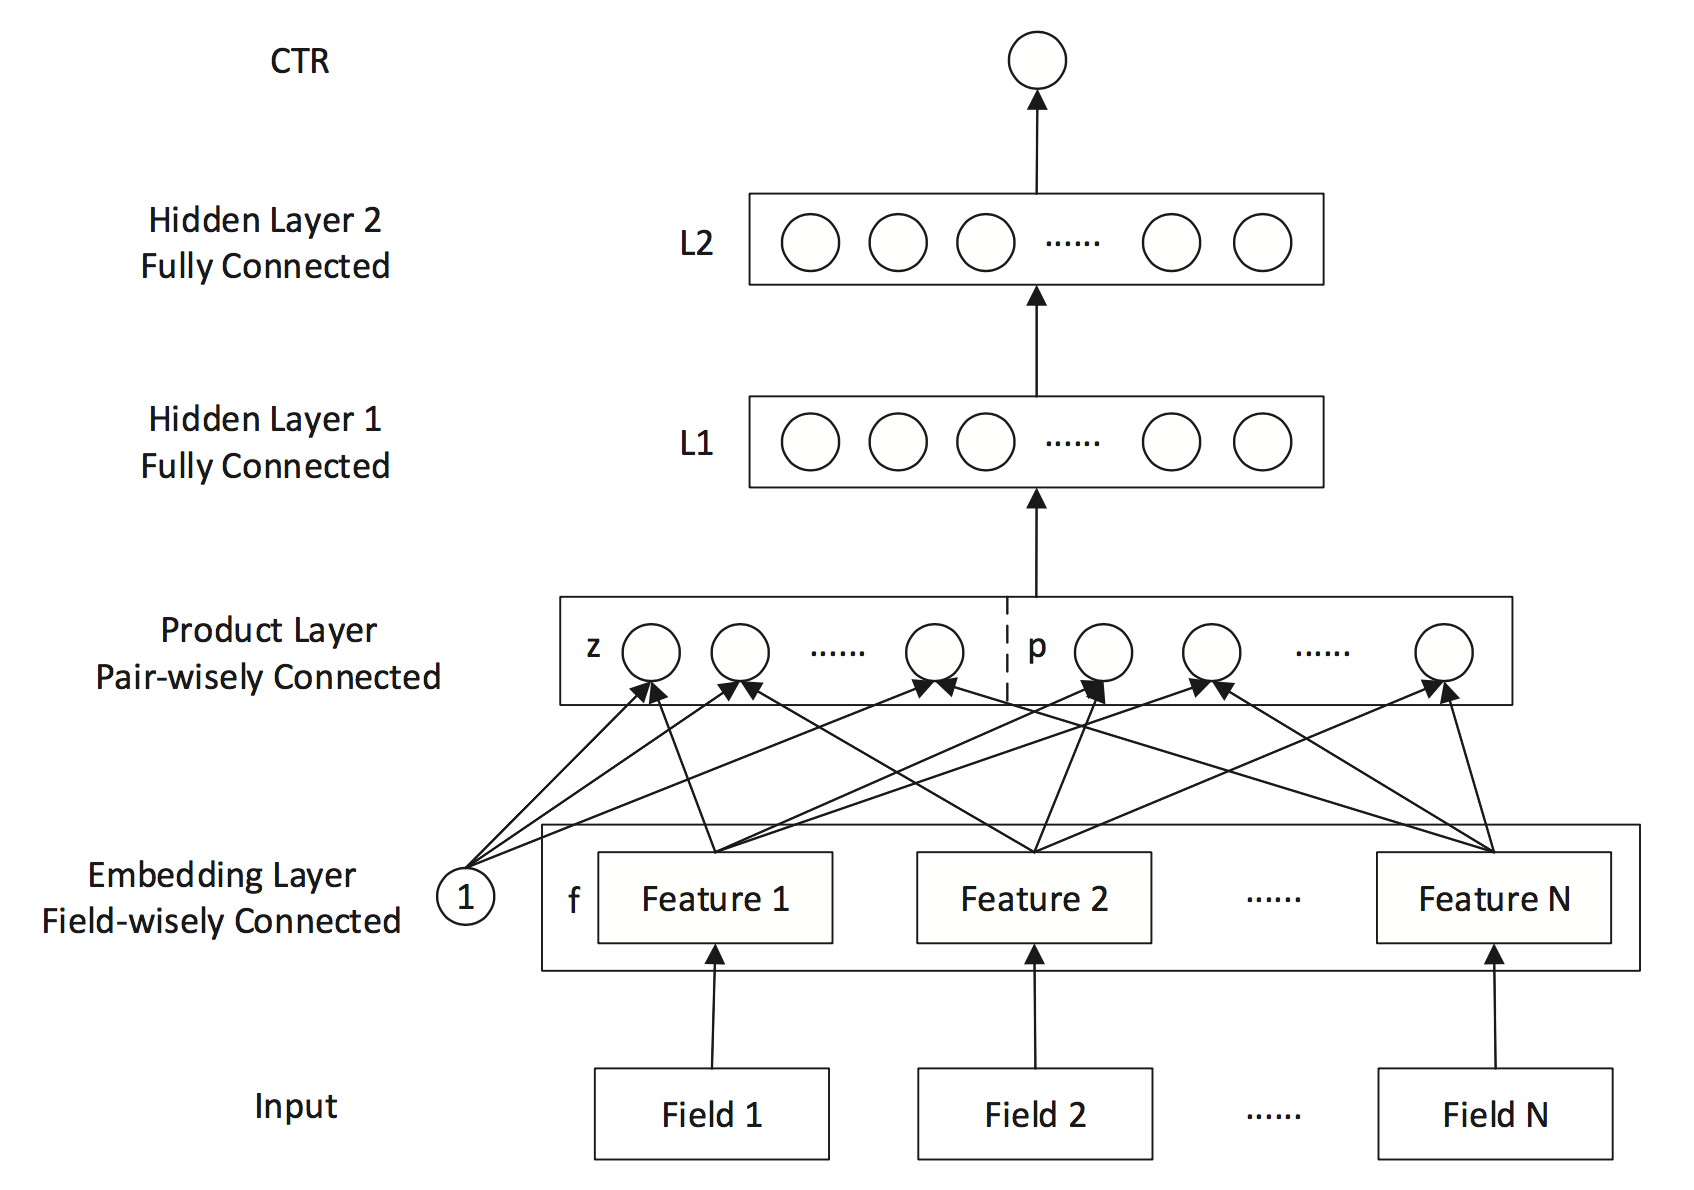 CTR
Hidden Layer 2
Fully Connected
L2
......
Hidden Layer 1
Fully Connected
L1
......
Product Layer
Pair-wisely Connected
z
......
p
......
Embedding Layer
Field-wisely Connected
1
f
Feature 1
Feature 2
......
Feature N
Input
Field 1
Field 2
......
Field N